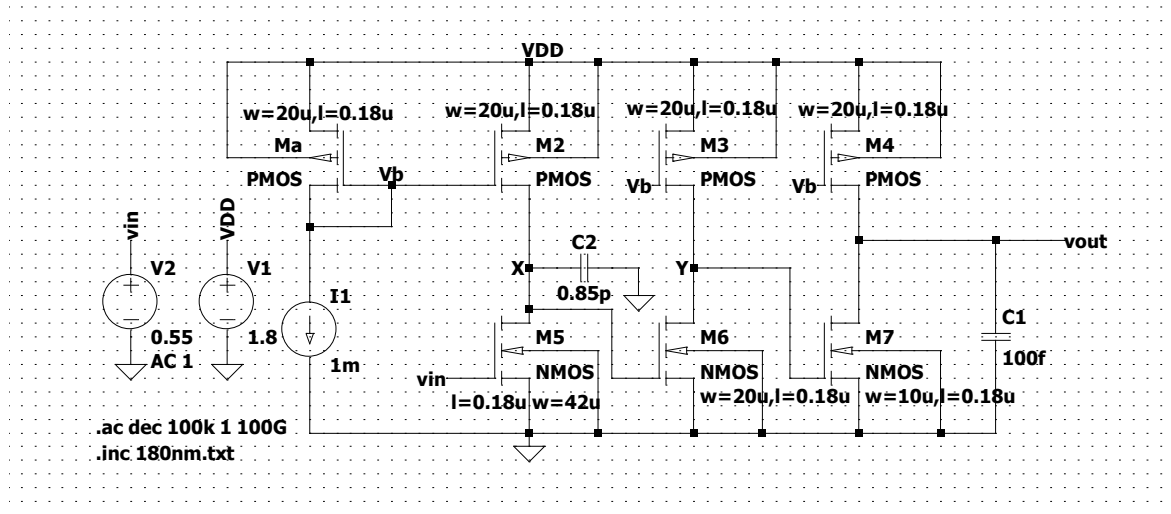 VDD
w=20u,l=0.18u
w=20u,l=0.18u
w=20u,l=0.18u
w=20u,l=0.18u
Ma
M2
M3
M4
PMOS
Vb
PMOS
Vb
PMOS
Vb
PMOS
vin
VDD
C2
vout
V2
V1
X
Y
I1
0.85p
C1
0.55
1.8
M5
M6
M7
AC 1
1m
100f
vin
NMOS
NMOS
NMOS
l=0.18u w=42u
w=20u,l=0.18u
w=10u,l=0.18u
.ac dec 100k 1 100G
.inc 180nm.txt